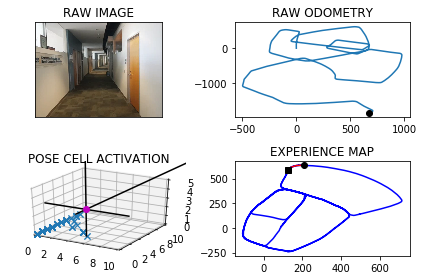 RAW IMAGE
RAW ODOMETRY
0
−1000
−500 0 500 1000
POSE CELL ACTIVATION
0 2 4 6 8 10
0 2 4 6 8 10
0 1 2 3 4 5
EXPERIENCE MAP
500
250
0
−250
0 200 400 600